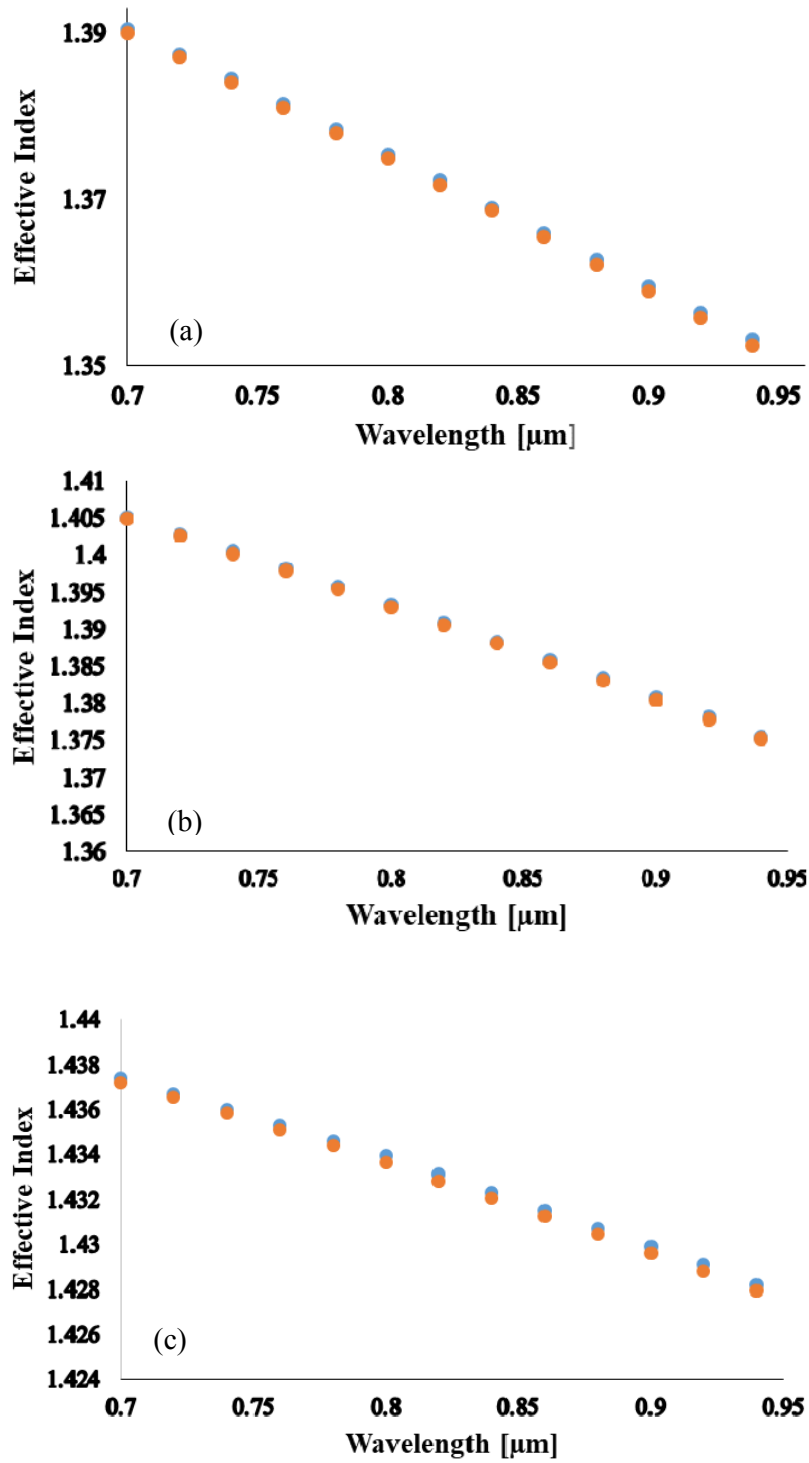 1.39
1.37
1.35
Effective Index
(a)
0.7 0.75 0.8 0.85 0.9 0.95
Wavelength [µm]
1.41
1.405
1.4
1.395
1.39
1.385
1.38
1.375
1.37
1.365
1.36
Effective Index
(b)
0.7 0.75 0.8 0.85 0.9 0.95
Wavelength [µm]
1.44
1.438
1.436
1.434
1.432
1.43
1.428
1.426
1.424
Effective Index
(c)
0.7 0.75 0.8 0.85 0.9 0.95
Wavelength [µm]